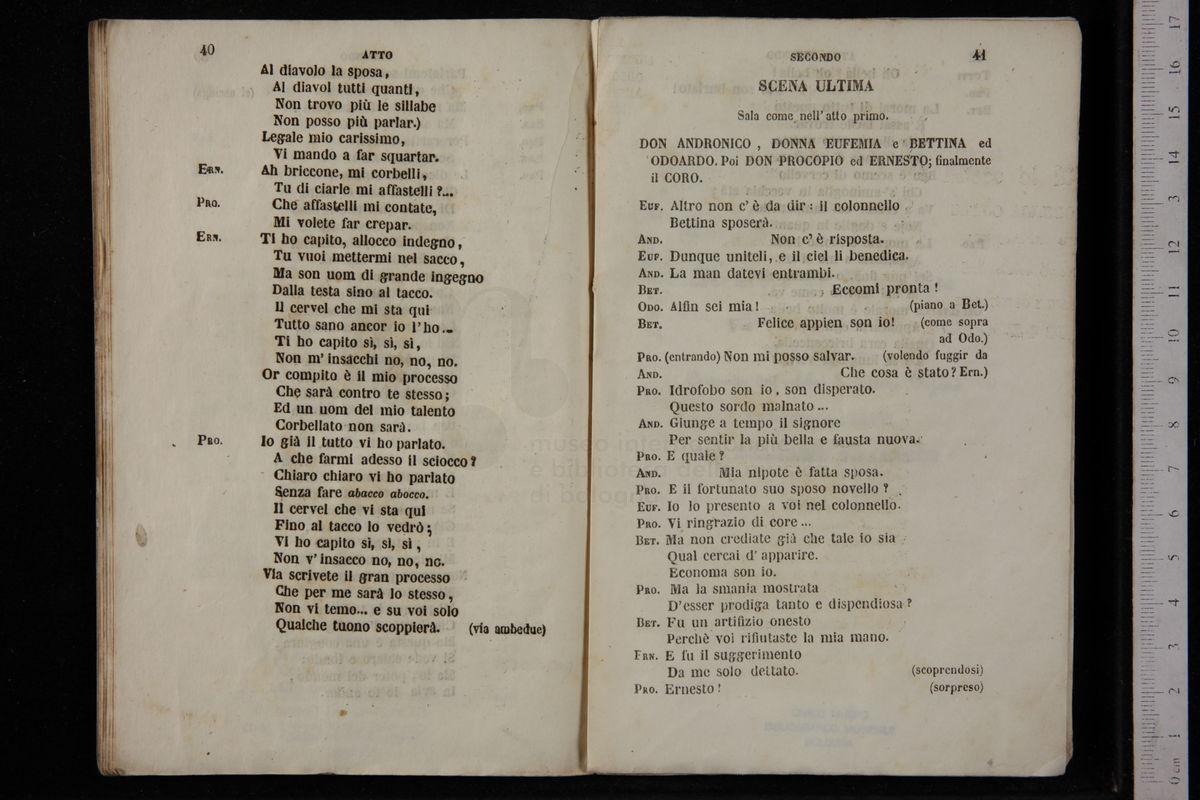 40
ATTO
Al diavolo la sposa,
Al diavol tutti quanti,
Non trovo più le sillabe
Non posso più parlar.)
Legale mio carissimo,
Vi mando a far squartar.
ERN. Ah briccone, mi corbelli,
Tu di ciarle mi affastelli?...
PRO. Che affastelli mi contate,
Mi volete far crepar.
ERN. Ti ho capito, allocco indegno,
Tu vuoi mettermi nel sacco,
Ma son uom di grande ingegno
Dalla testa sino al tacco.
Il cervel che mi sta qui
Tutto sano ancor io l'ho...
Ti ho capito sì, sì, sì,
Non m'insacchi no, no, no.
Or compito è il mio processo
Che sarà contro te stesso;
Ed un uom del mio talento
Corbellato non sarà.
PRO. Io già il tutto vi ho parlato.
A che farmi adesso il sciocco?
Chiaro chiaro vi ho parlato
Senza fare abacco abocco.
Il cervel che vi sta qui
Fino al tacco lo vedrò;
Vi ho capito sì, sì, sì,
Non v'insacco no, no, no.
Via scrivete il gran processo
Che per me sarà lo stesso,
Non vi temo... e su voi solo
Qualche tuono scoppierà. (via ambedue)
SECONDO
41
SCENA ULTIMA
Sala come nell'atto primo.
DON ANDRONICO, DONNA EUFEMIA e BETTINA ed
ODOARDO. Poi DON PROCOPIO ed ERNESTO; finalmente
il CORO.
EUF. Altro non c'è da dir: il colonnello
Bettina sposerà.
AND. Non c'è risposta.
EUF. Dunque uniteli, e il ciel li benedica.
AND. La man datevi entrambi.
BET. Eccomi pronta!
ODO. Alfin sei mia! (piano a Bet.)
BET. Felice appien son io! (come sopra
ad Odo.)
PRO. (entrando) Non mi posso salvar. (volendo fuggir da
AND. Che cosa è stato? Ern.)
PRO. Idrofobo son io, son disperato.
Questo sordo malnato...
AND. Giunge a tempo il signore
Per sentir la più bella e fausta nuova.
PRO. E quale?
AND. Mia nipote è fatta sposa.
PRO. E il fortunato suo sposo novello?
EUF. Io lo presento a voi nel colonnello.
PRO. Vi ringrazio di core...
BET. Ma non crediate già che tale io sia
Qual cercai d'apparire.
Economa son io.
PRO. Ma la smania mostrata
D'esser prodiga tanto e dispendiosa?
BET. Fu un artifizio onesto
Perchè voi rifiutaste la mia mano.
ERN. E fu il suggerimento
Da me solo dettato. (scoprendosi)
PRO. Ernesto! (sorpreso)